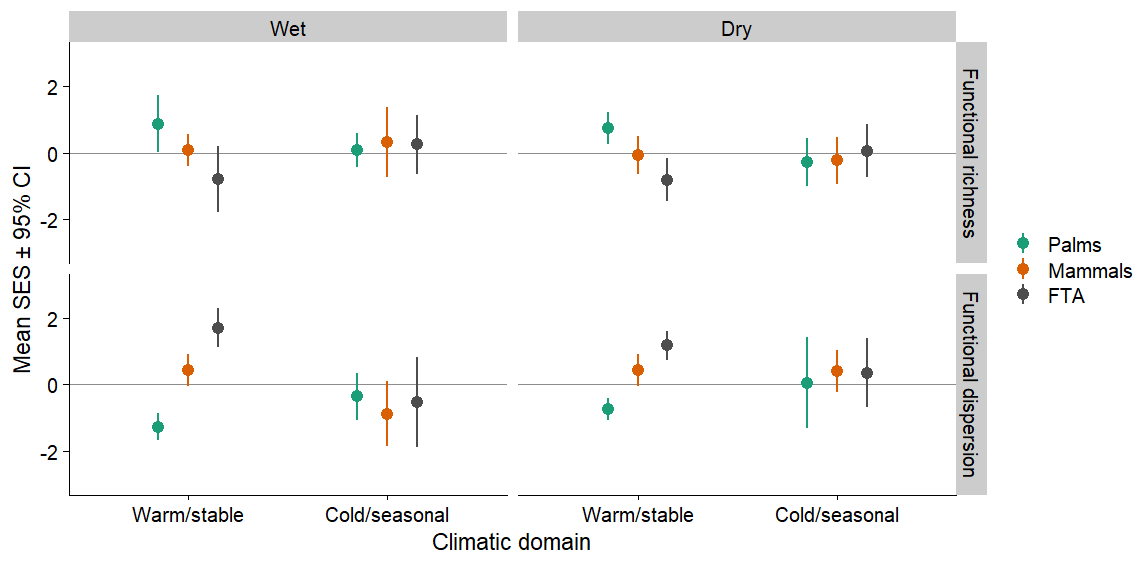 Wet
Dry
Mean SES ± 95% CI
2
0
-2
Functional richness
2
0
-2
Functional dispersion
Warm/stable
Cold/seasonal
Warm/stable
Cold/seasonal
Climatic domain
Palms
Mammals
FTA